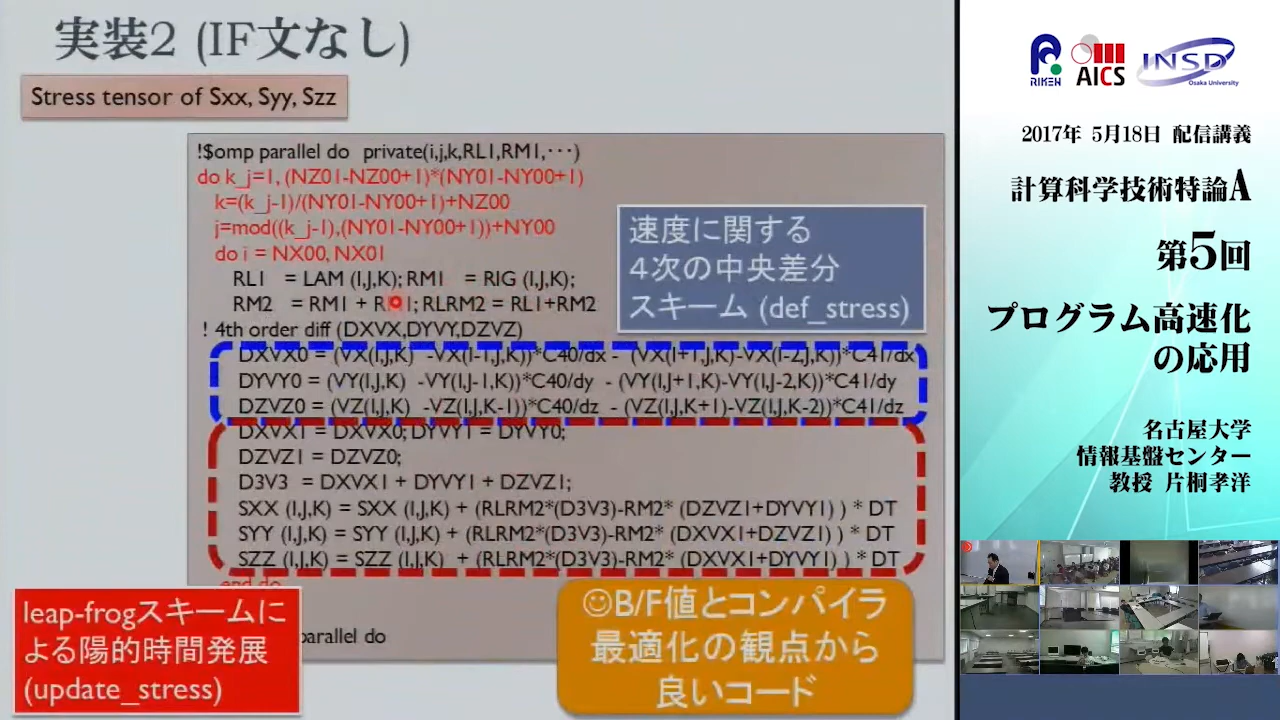 実装2 (IF文なし)
Stress tensor of Sxx, Syy, Szz
!$omp parallel do private(i,j,k,RL1,RM1,･･･)
do k_j=1, (NZ01-NZ00+1)*(NY01-NY00+1)
k=(k_j-1)/(NY01-NY00+1)+NZ00
j=mod((k_j-1),(NY01-NY00+1))+NY00
do i = NX00, NX01
RL1 = LAM (I,J,K); RM1 = RIG (I,J,K);
RM2 = RM1 + R 1; RLRM2 = RL1+RM2
! 4th order diff (DXVX,DYVY,DZVZ)
DXVX0 = (VX(I,J,K) -VX(I-1,J,K))*C40/dx - (VX(I+1,J,K)-VX(I-2,J,K))*C41/dx
DYVY0 = (VY(I,J,K) -VY(I,J-1,K))*C40/dy - (VY(I,J+1,K)-VY(I,J-2,K))*C41/dy
DZVZ0 = (VZ(I,J,K) -VZ(I,J,K-1))*C40/dz - (VZ(I,J,K+1)-VZ(I,J,K-2))*C41/dz
DXVX1 = DXVX0; DYVY1 = DYVY0;
DZVZ1 = DZVZ0;
D3V3 = DXVX1 + DYVY1 + DZVZ1;
SXX (I,J,K) = SXX (I,J,K) + (RLRM2*(D3V3)-RM2* (DZVZ1+DYVY1) ) * DT
SYY (I,J,K) = SYY (I,J,K) + (RLRM2*(D3V3)-RM2* (DXVX1+DZVZ1) ) * DT
SZZ (I,J,K) = SZZ (I,J,K) + (RLRM2*(D3V3)-RM2* (DXVX1+DYVY1) ) * DT
end do
parallel do
速度に関する
4次の中央差分
スキーム (def_stress)
leap-frogスキームに
よる陽的時間発展
(update_stress)
☺B/F値とコンパイラ
最適化の観点から
良いコード
RIKEN
AICS
INSD
Osaka University
2017年 5月18日 配信講義
計算科学技術特論A
第5回
プログラム高速化
の応用
名古屋大学
情報基盤センター
教授 片桐孝洋